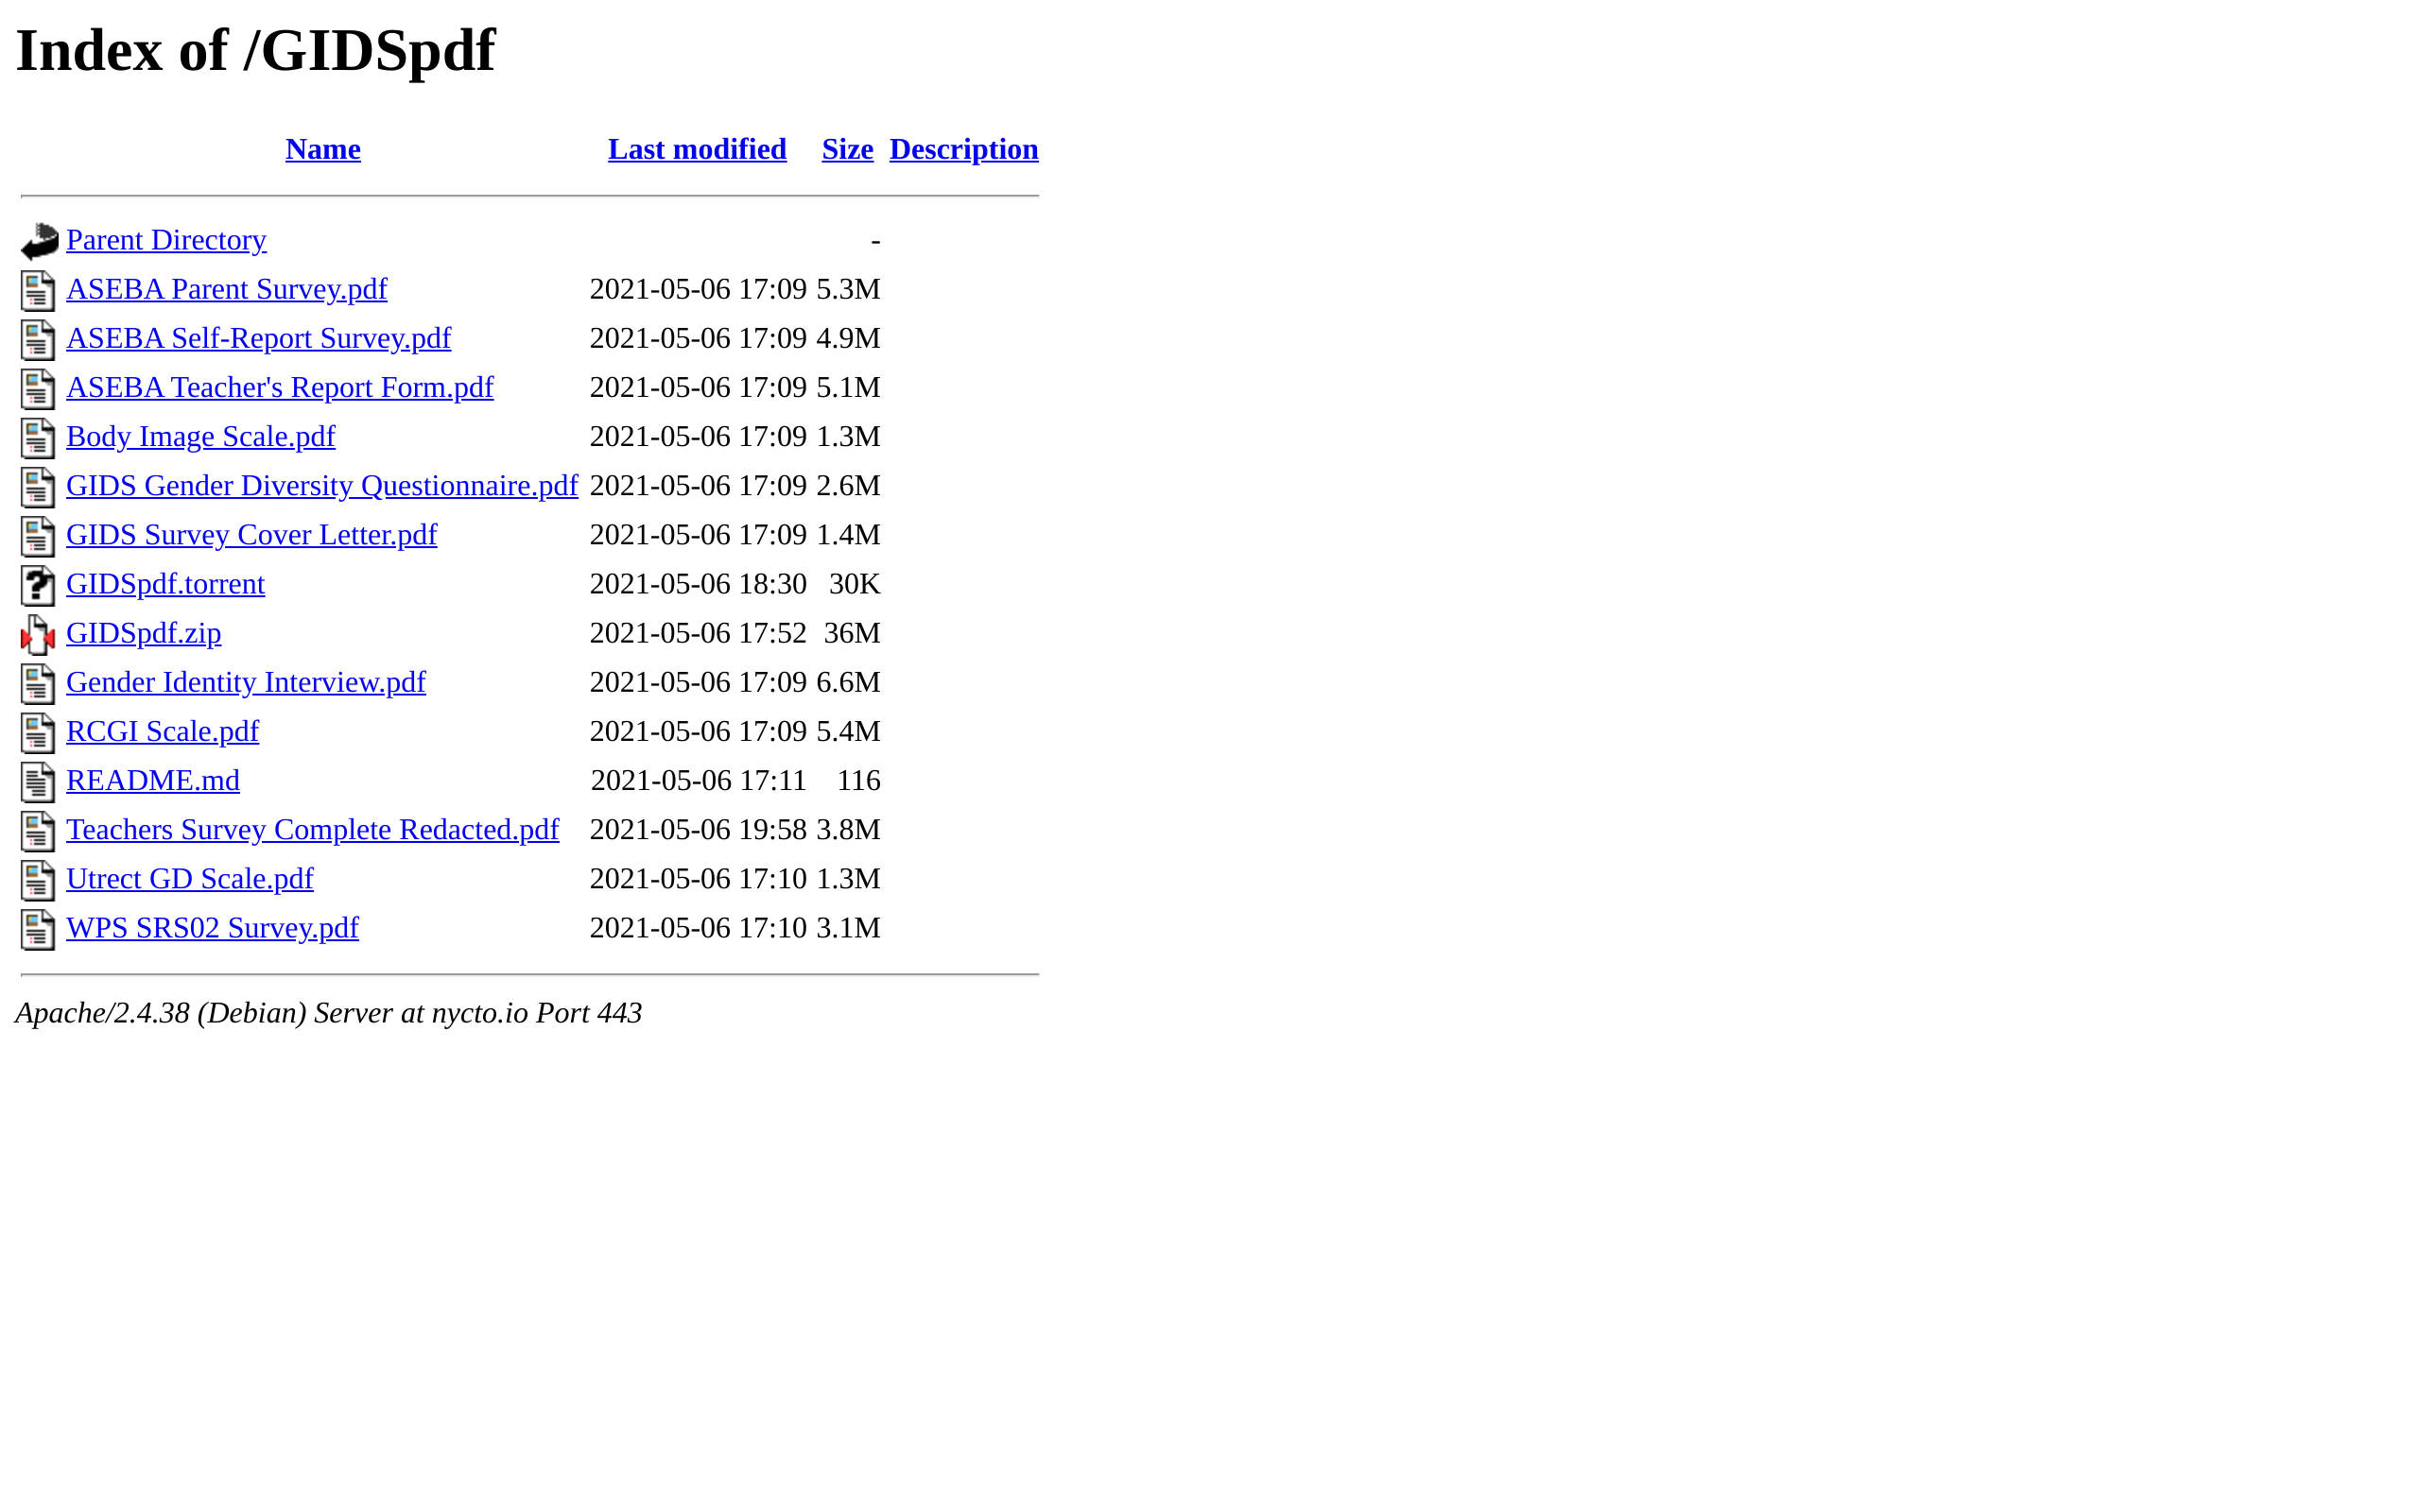 Index of /GIDSpdf
Name Last modified Size Description
Parent Directory -
ASEBA Parent Survey.pdf 2021-05-06 17:09 5.3M
ASEBA Self-Report Survey.pdf 2021-05-06 17:09 4.9M
ASEBA Teacher's Report Form.pdf 2021-05-06 17:09 5.1M
Body Image Scale.pdf 2021-05-06 17:09 1.3M
GIDS Gender Diversity Questionnaire.pdf 2021-05-06 17:09 2.6M
GIDS Survey Cover Letter.pdf 2021-05-06 17:09 1.4M
GIDSpdf.torrent 2021-05-06 18:30 30K
GIDSpdf.zip 2021-05-06 17:52 36M
Gender Identity Interview.pdf 2021-05-06 17:09 6.6M
RCGI Scale.pdf 2021-05-06 17:09 5.4M
README.md 2021-05-06 17:11 116
Teachers Survey Complete Redacted.pdf 2021-05-06 19:58 3.8M
Utrect GD Scale.pdf 2021-05-06 17:10 1.3M
WPS SRS02 Survey.pdf 2021-05-06 17:10 3.1M
Apache/2.4.38 (Debian) Server at nycto.io Port 443